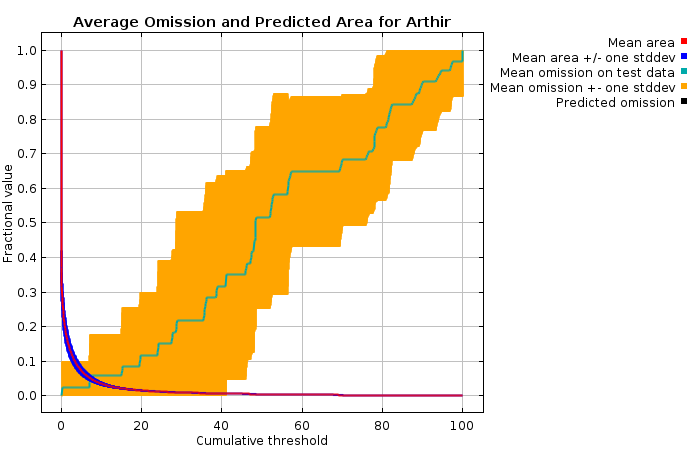 Average Omission and Predicted Area for Arthir
Mean area
Mean area +/- one stddev
Mean omission on test data
Mean omission +- one stddev
Predicted omission
Fractional value
1.0
0.9
0.8
0.7
0.6
0.5
0.4
0.3
0.2
0.1
0.0
0 20 40 60 80 100
Cumulative threshold